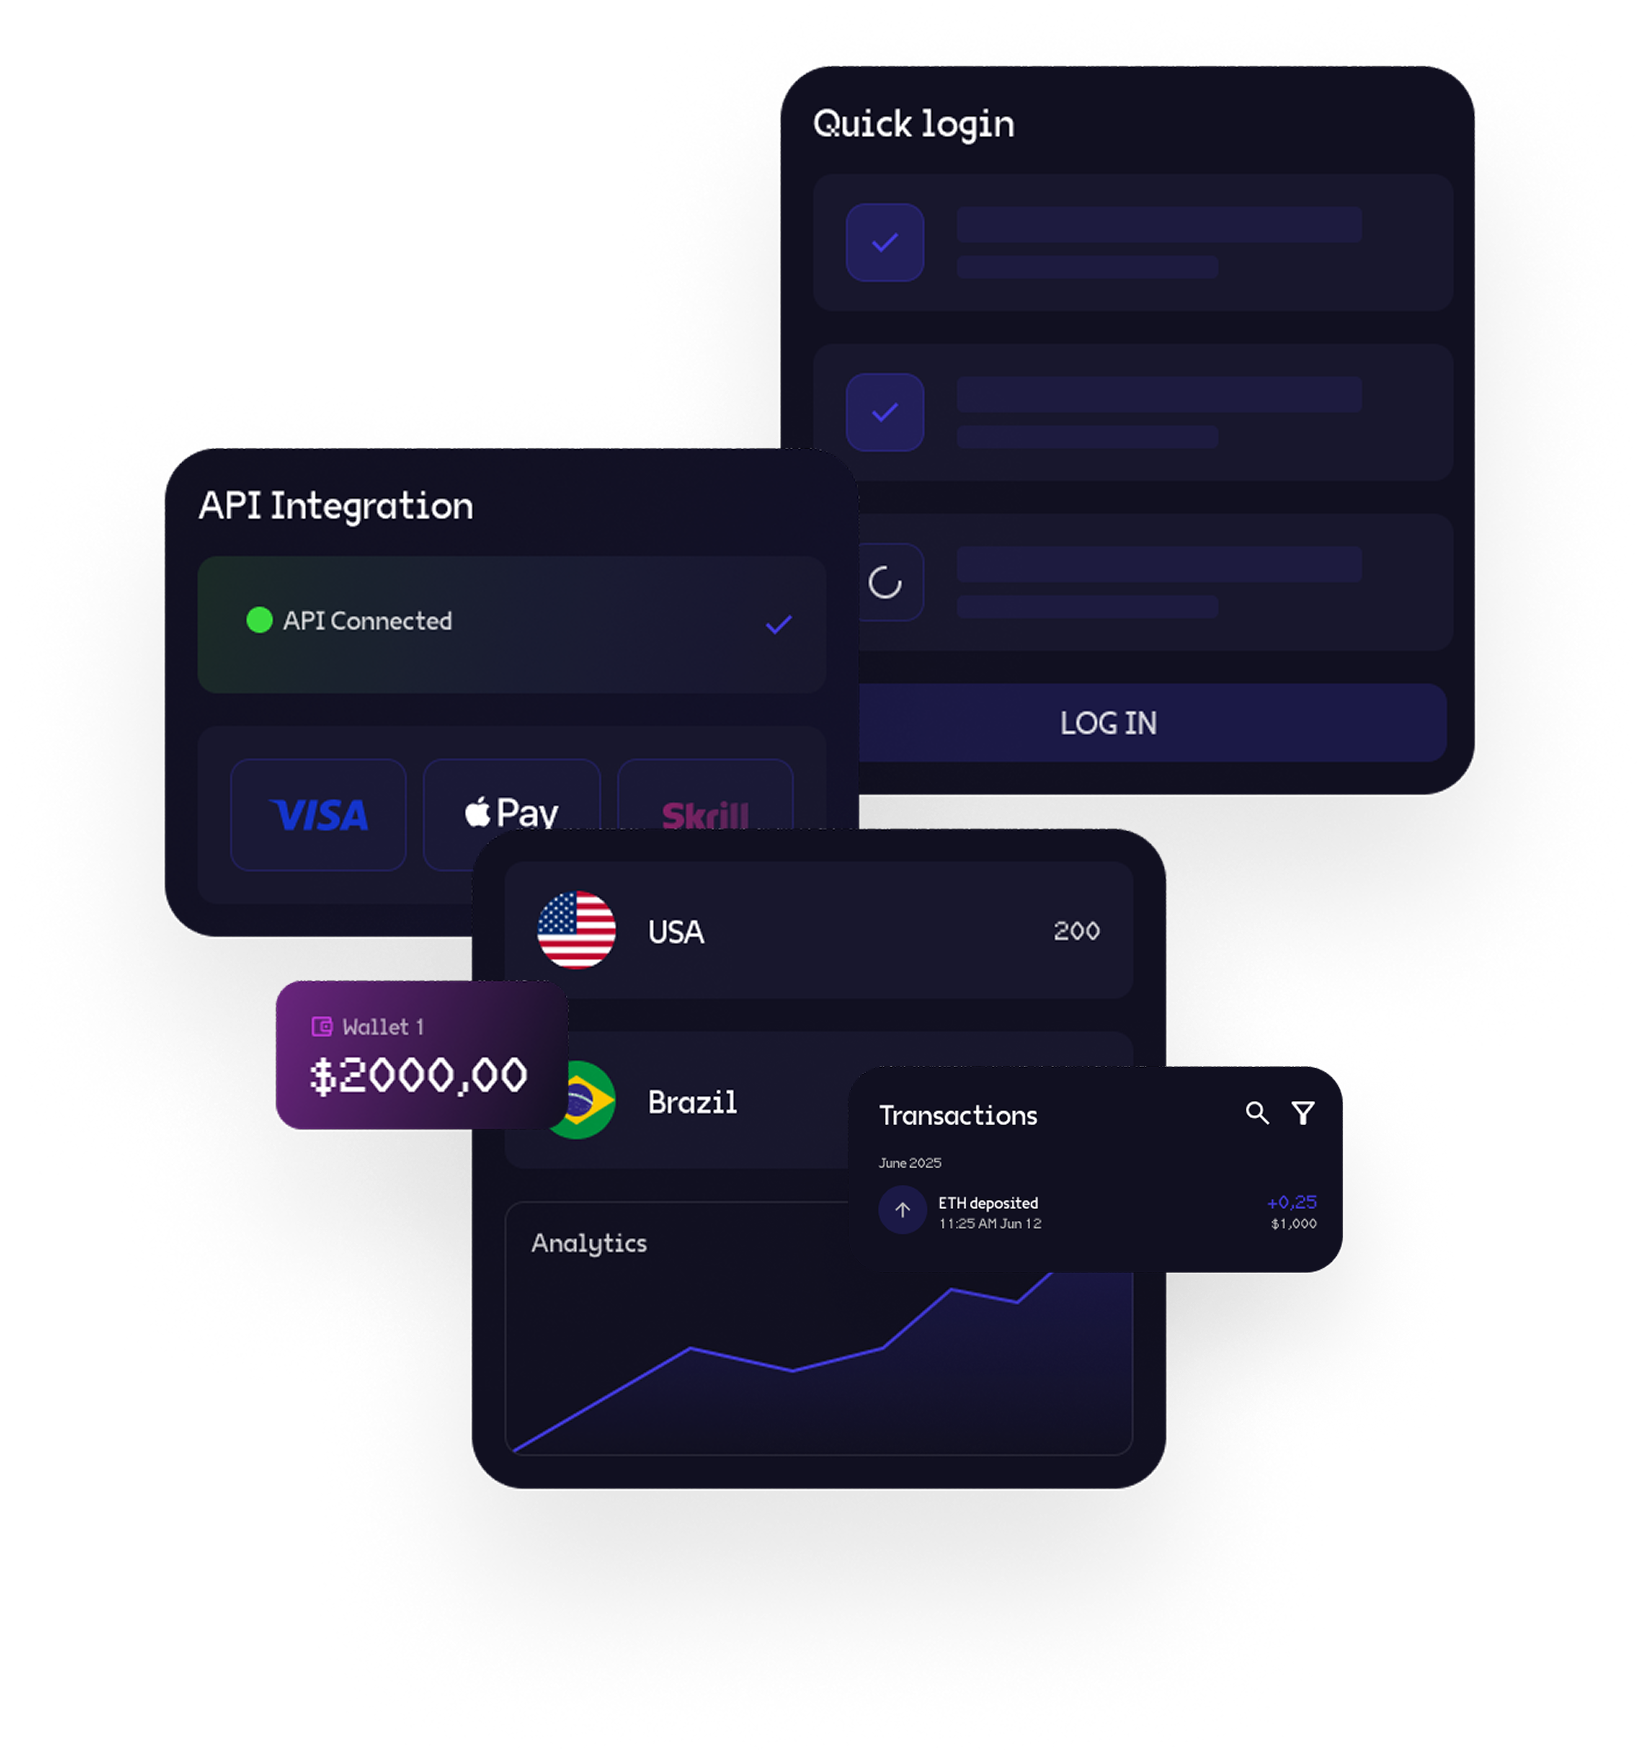 Quick login
LOG IN
API Integration
API Connected
VISA
Pay
Skrill
USA
200
Wallet 1
$2000,00
Brazil
Transactions
June 2025
ETH deposited
+0,25
11:25 AM Jun 12
$1,000
Analytics